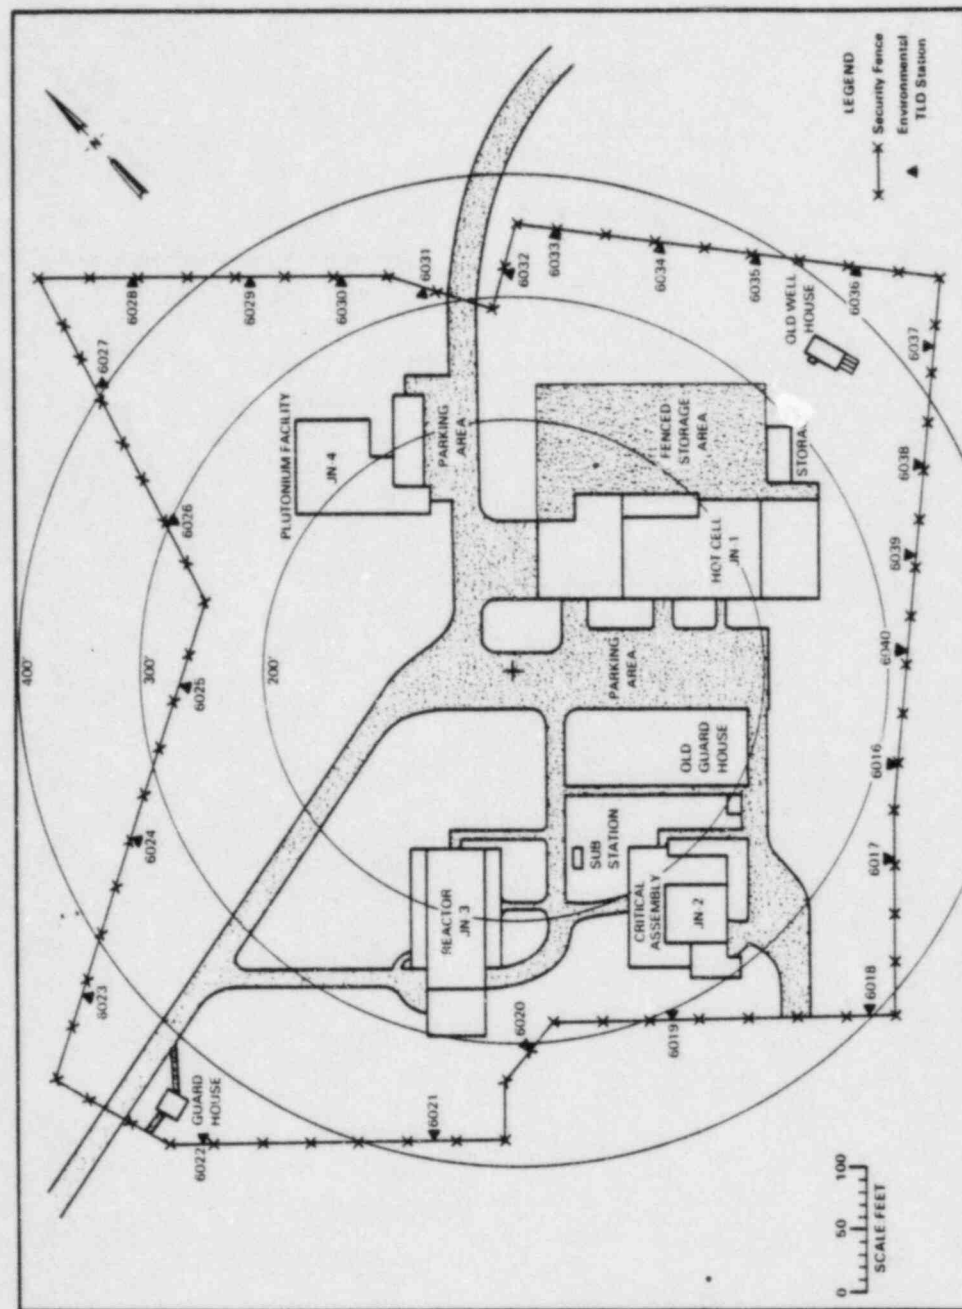 400'
300'
200'
N
6028
6029
6030
6031
6032
6033
6034
6035
6036
6037
6038
6039
6040
6016
6017
6018
6019
6020
6021
6022
6023
6024
6025
6026
6027
PLUTONIUM FACILITY
JN 4
PARKING
AREA
FENCED
STORAGE
AREA
STORA
HOT CELL
JN 1
OLD WELL
HOUSE
PARKING
AREA
OLD GUARD
HOUSE
SUB
STATION
CRITICAL
ASSEMBLY
JN-2
REACTOR
JN 3
GUARD
HOUSE
LEGEND
Security Fence
Environmental
TLD Station
0 50 100
SCALE FEET